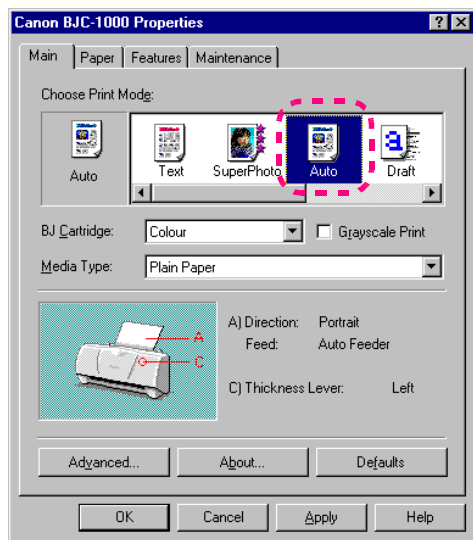 Canon BJC-1000 Properties
Main Paper Features Maintenance
Choose Print Mode:
Auto
Text SuperPhoto Auto Draft
BJ Cartridge: Colour Grayscale Print
Media Type: Plain Paper
A) Direction: Portrait
Feed: Auto Feeder
A
C
C) Thickness Lever: Left
Advanced... About... Defaults
OK Cancel Apply Help